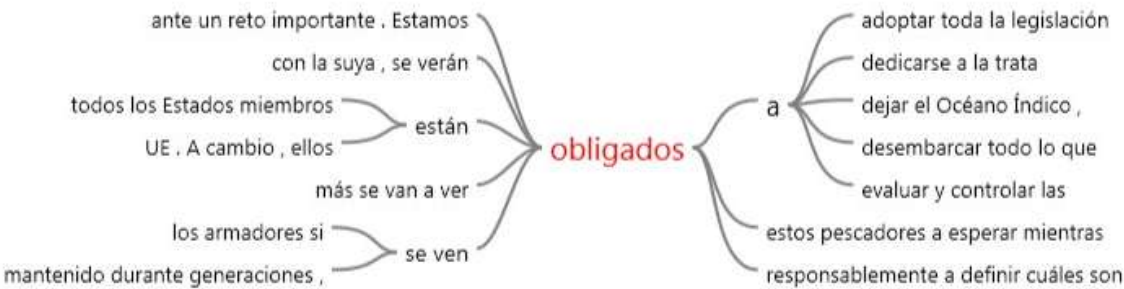 ante un reto importante . Estamos
con la suya , se verán
todos los Estados miembros
están
UE . A cambio , ellos
más se van a ver
los armadores si
se ven
mantenido durante generaciones ,
obligados
a
adoptar toda la legislación
dedicarse a la trata
dejar el Océano Índico ,
desembarcar todo lo que
evaluar y controlar las
estos pescadores a esperar mientras
responsablemente a definir cuáles son